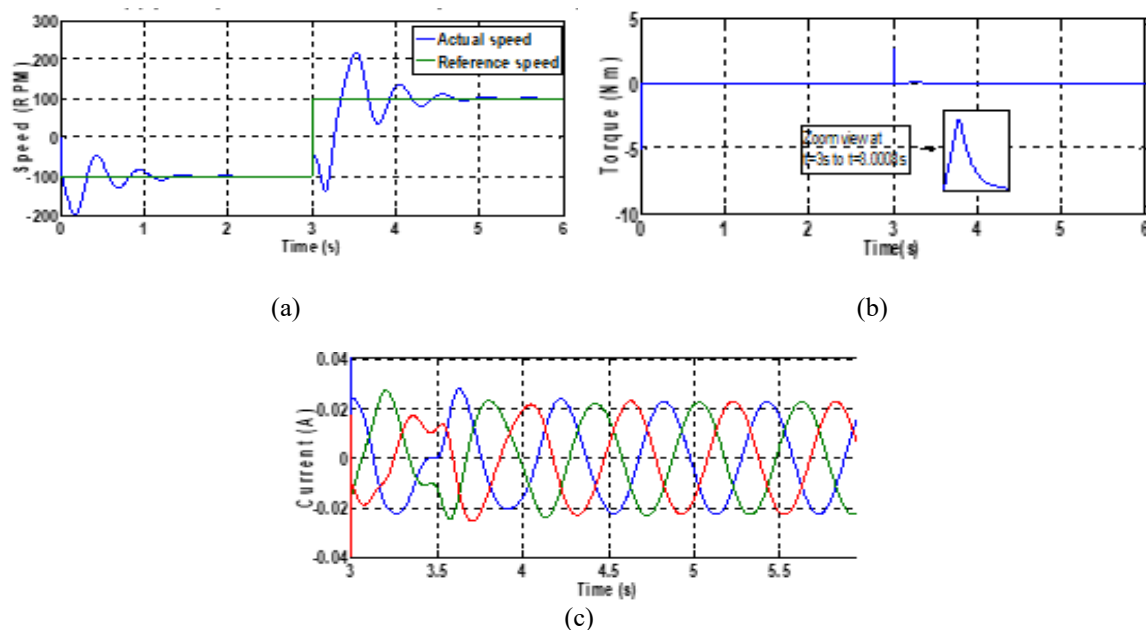 300
200
100
0
-100
-200
Speed (RPM)
Actual speed
Reference speed
0 1 2 3 4 5 6
Time (s)
5
0
-5
-10
Torque (Nm)
Zoom view at
t=3s to t=3.0003s
0 1 2 3 4 5 6
Time(s)
(a)
(b)
0.04
0.02
0
-0.02
-0.04
Current (A)
3 3.5 4 4.5 5 5.5
Time (s)
(c)